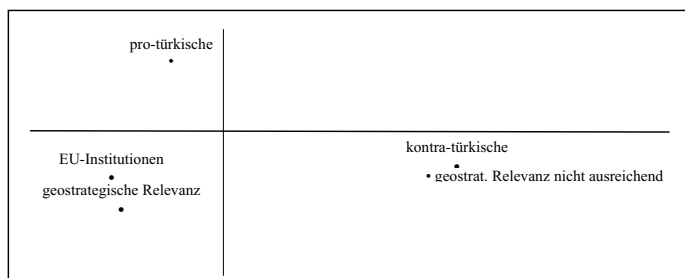 pro-türkische
kontra-türkische
EU-Institutionen
• geostrat. Relevanz nicht ausreichend
geostrategische Relevanz